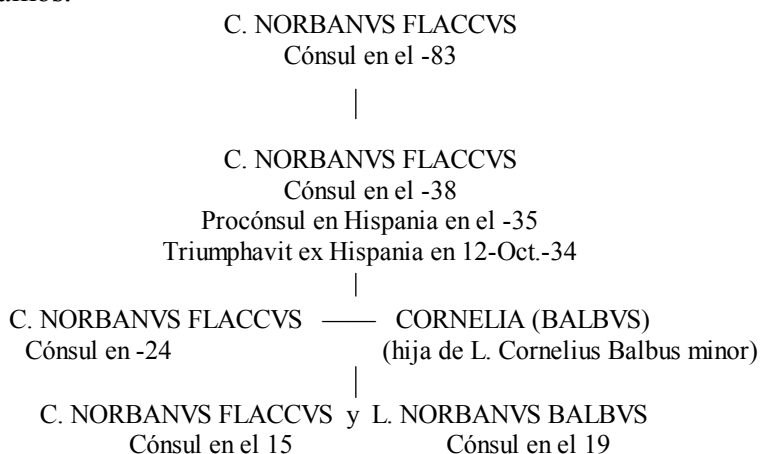 C. NORBANVS FLACCVS
Cónsul en el -83
C. NORBANVS FLACCVS
Cónsul en el -38
Procónsul en Hispania en el -35
Triumphavit ex Hispania en 12-Oct.-34
C. NORBANVS FLACCVS —— CORNELIA (BALBVS)
Cónsul en -24 (hija de L. Cornelius Balbus minor)
C. NORBANVS FLACCVS y L. NORBANVS BALBVS
Cónsul en el 15 Cónsul en el 19